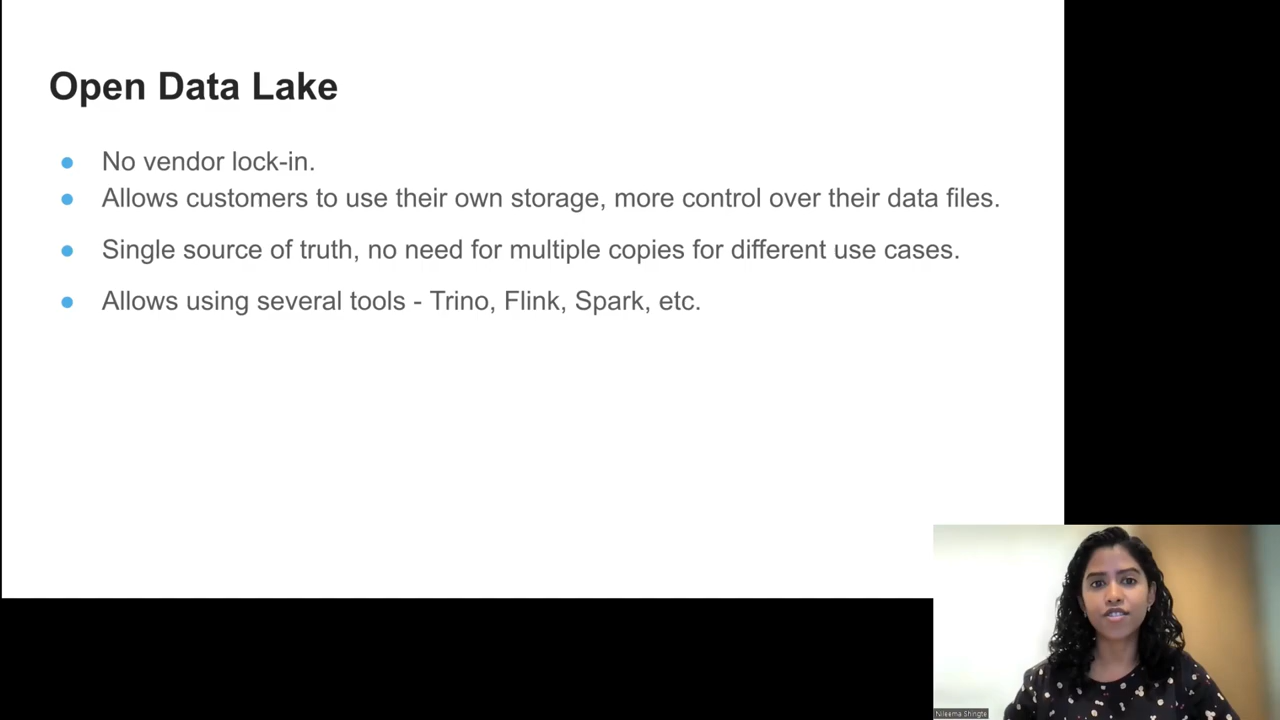 Open Data Lake
● No vendor lock-in.
● Allows customers to use their own storage, more control over their data files.
● Single source of truth, no need for multiple copies for different use cases.
● Allows using several tools - Trino, Flink, Spark, etc.
Nileema Shingte